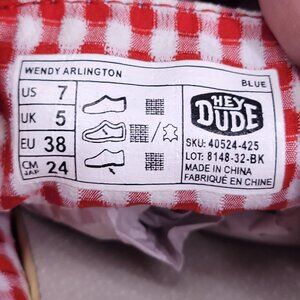 WENDY ARLINGTON
BLUE
US 7
UK 5
EU 38
CM JAP 24
HEY DUDE
SKU: 40524-425
LOT: 8148-32-BK
MADE IN CHINA
FABRIQUÉ EN CHINE